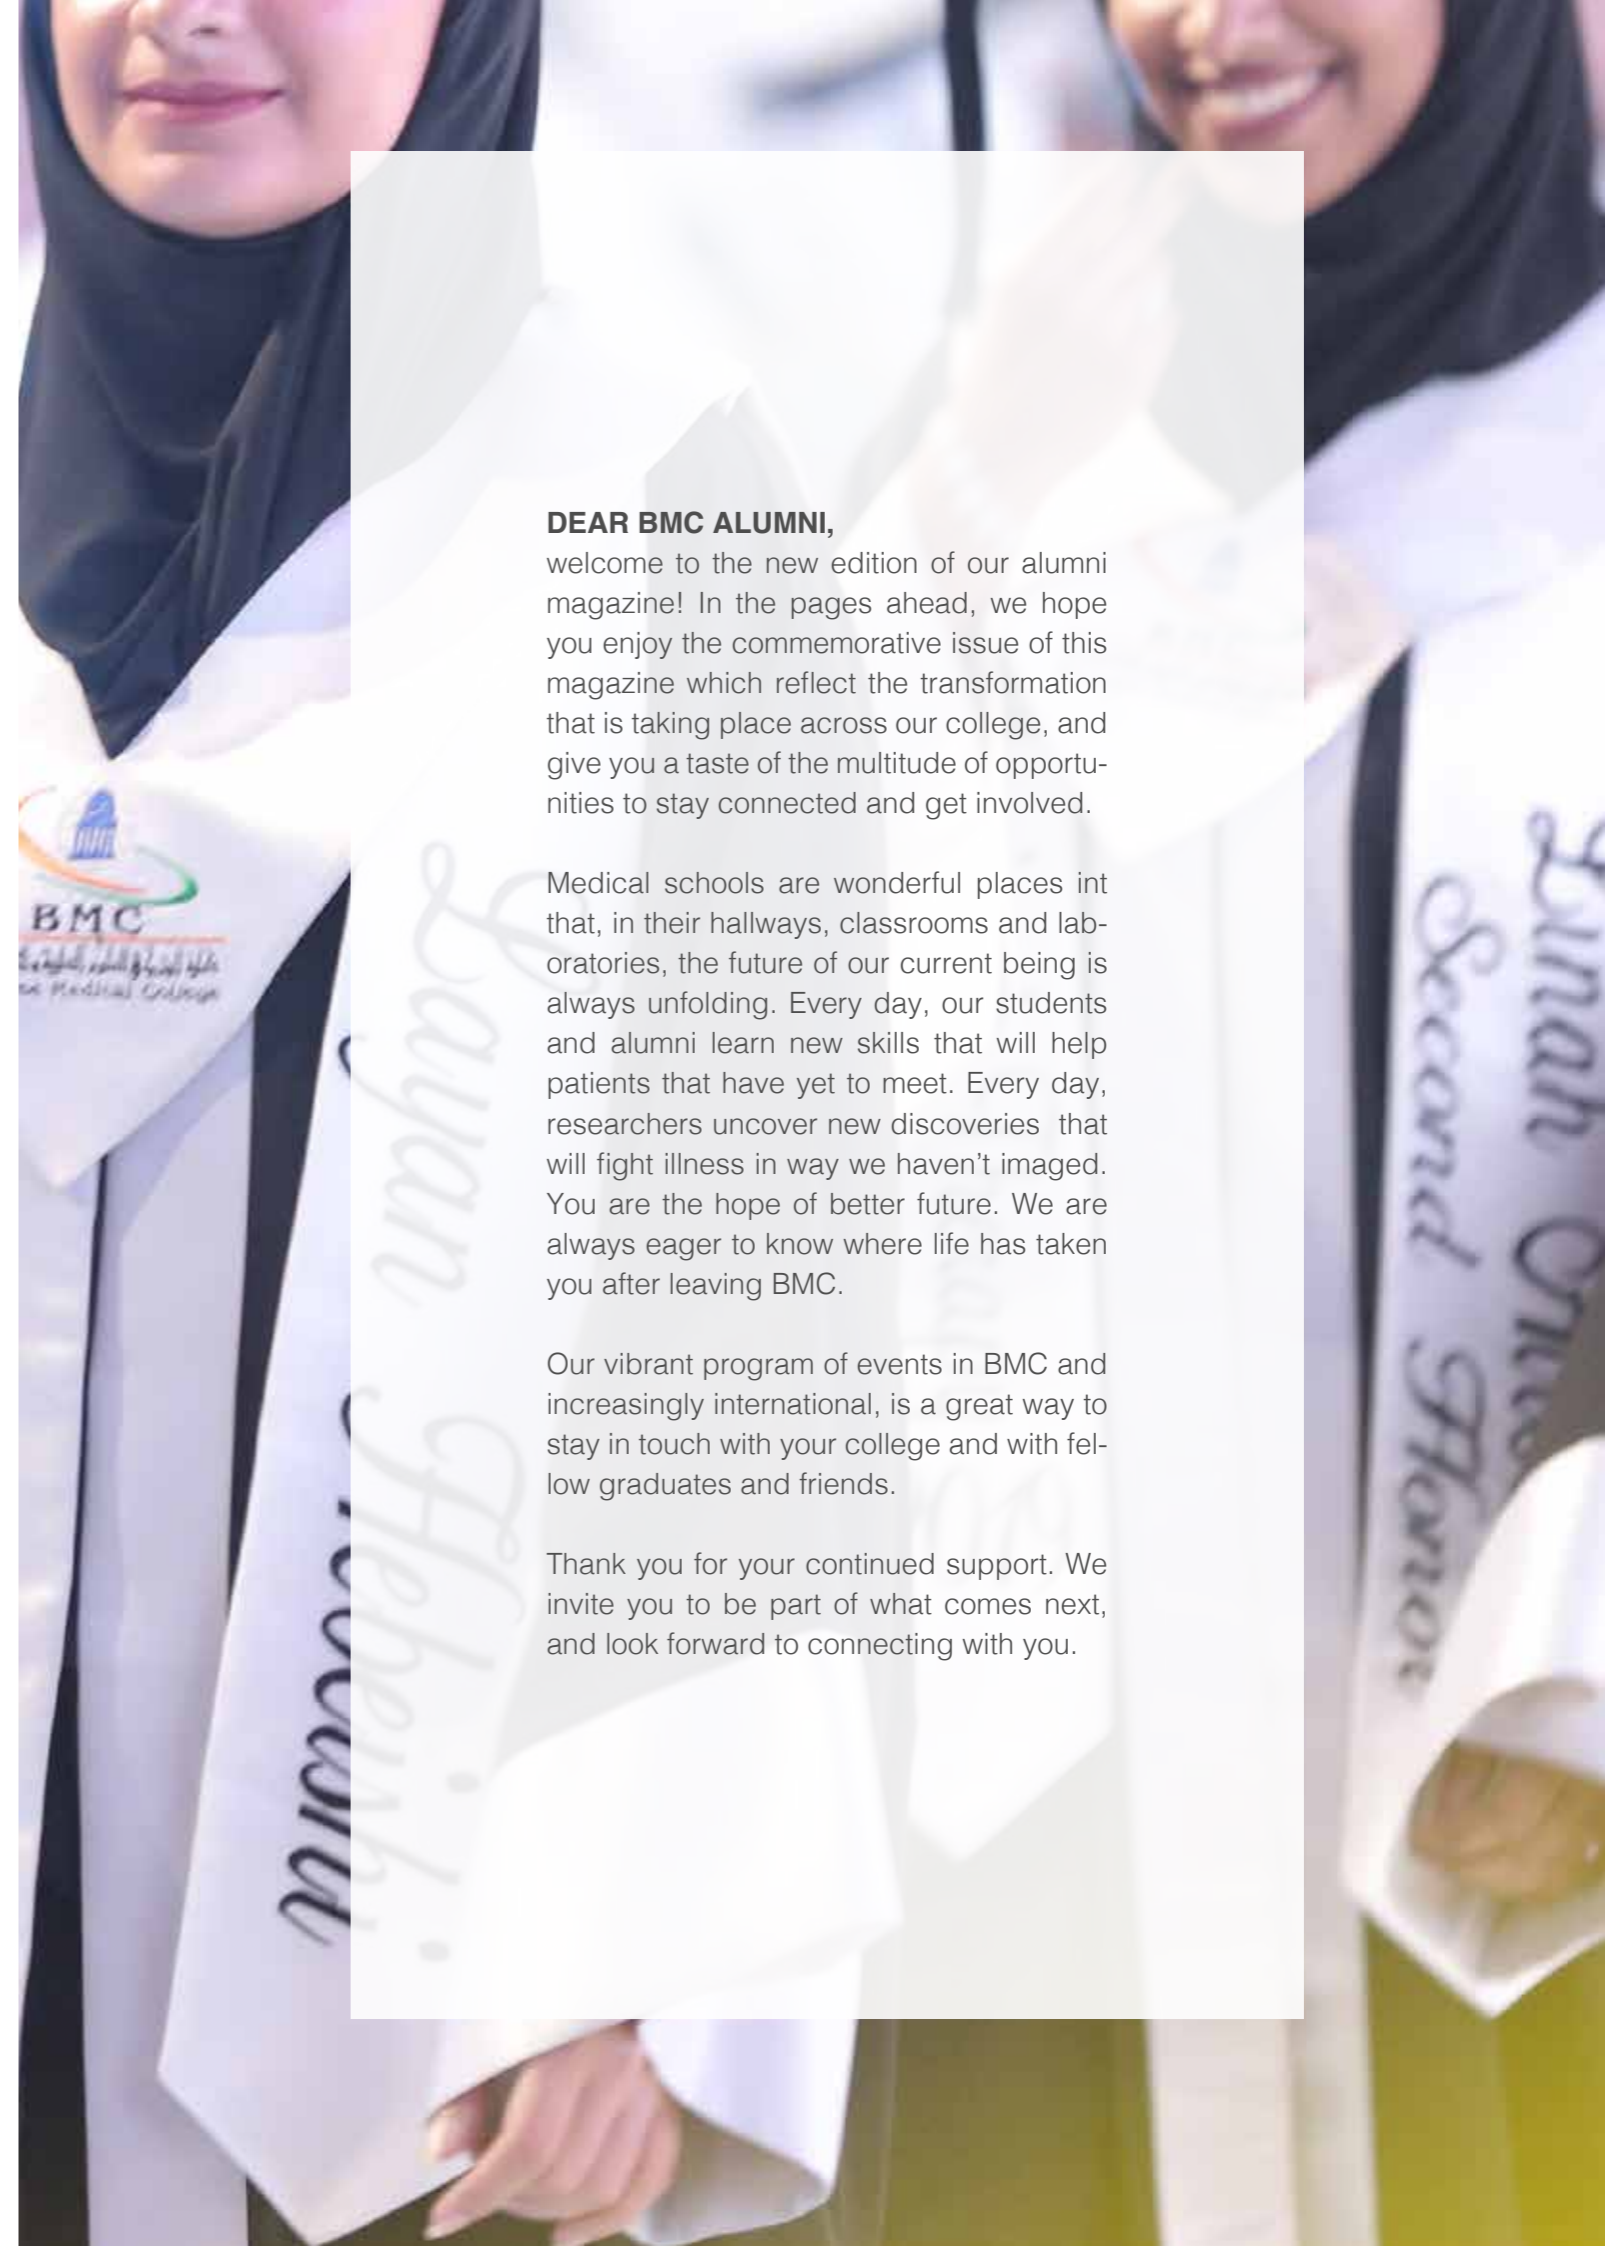 DEAR BMC ALUMNI,
welcome to the new edition of our alumni
magazine! In the pages ahead, we hope
you enjoy the commemorative issue of this
magazine which reflect the transformation
that is taking place across our college, and
give you a taste of the multitude of opportu-
nities to stay connected and get involved.
Medical schools are wonderful places int
that, in their hallways, classrooms and lab-
oratories, the future of our current being is
always unfolding. Every day, our students
and alumni learn new skills that will help
patients that have yet to meet. Every day,
researchers uncover new discoveries that
will fight illness in way we haven't imaged.
You are the hope of better future. We are
always eager to know where life has taken
you after leaving BMC.
Our vibrant program of events in BMC and
increasingly international, is a great way to
stay in touch with your college and with fel-
low graduates and friends.
Thank you for your continued support. We
invite you to be part of what comes next,
and look forward to connecting with you.
BMC
Medical College
Layan
Second Honor